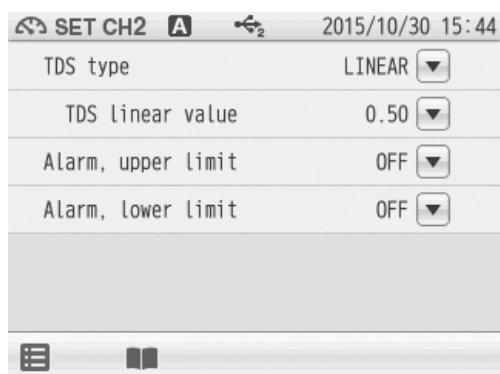 SET CH2 A 2 2015/10/30 15:44
TDS type LINEAR
TDS linear value 0.50
Alarm, upper limit OFF
Alarm, lower limit OFF